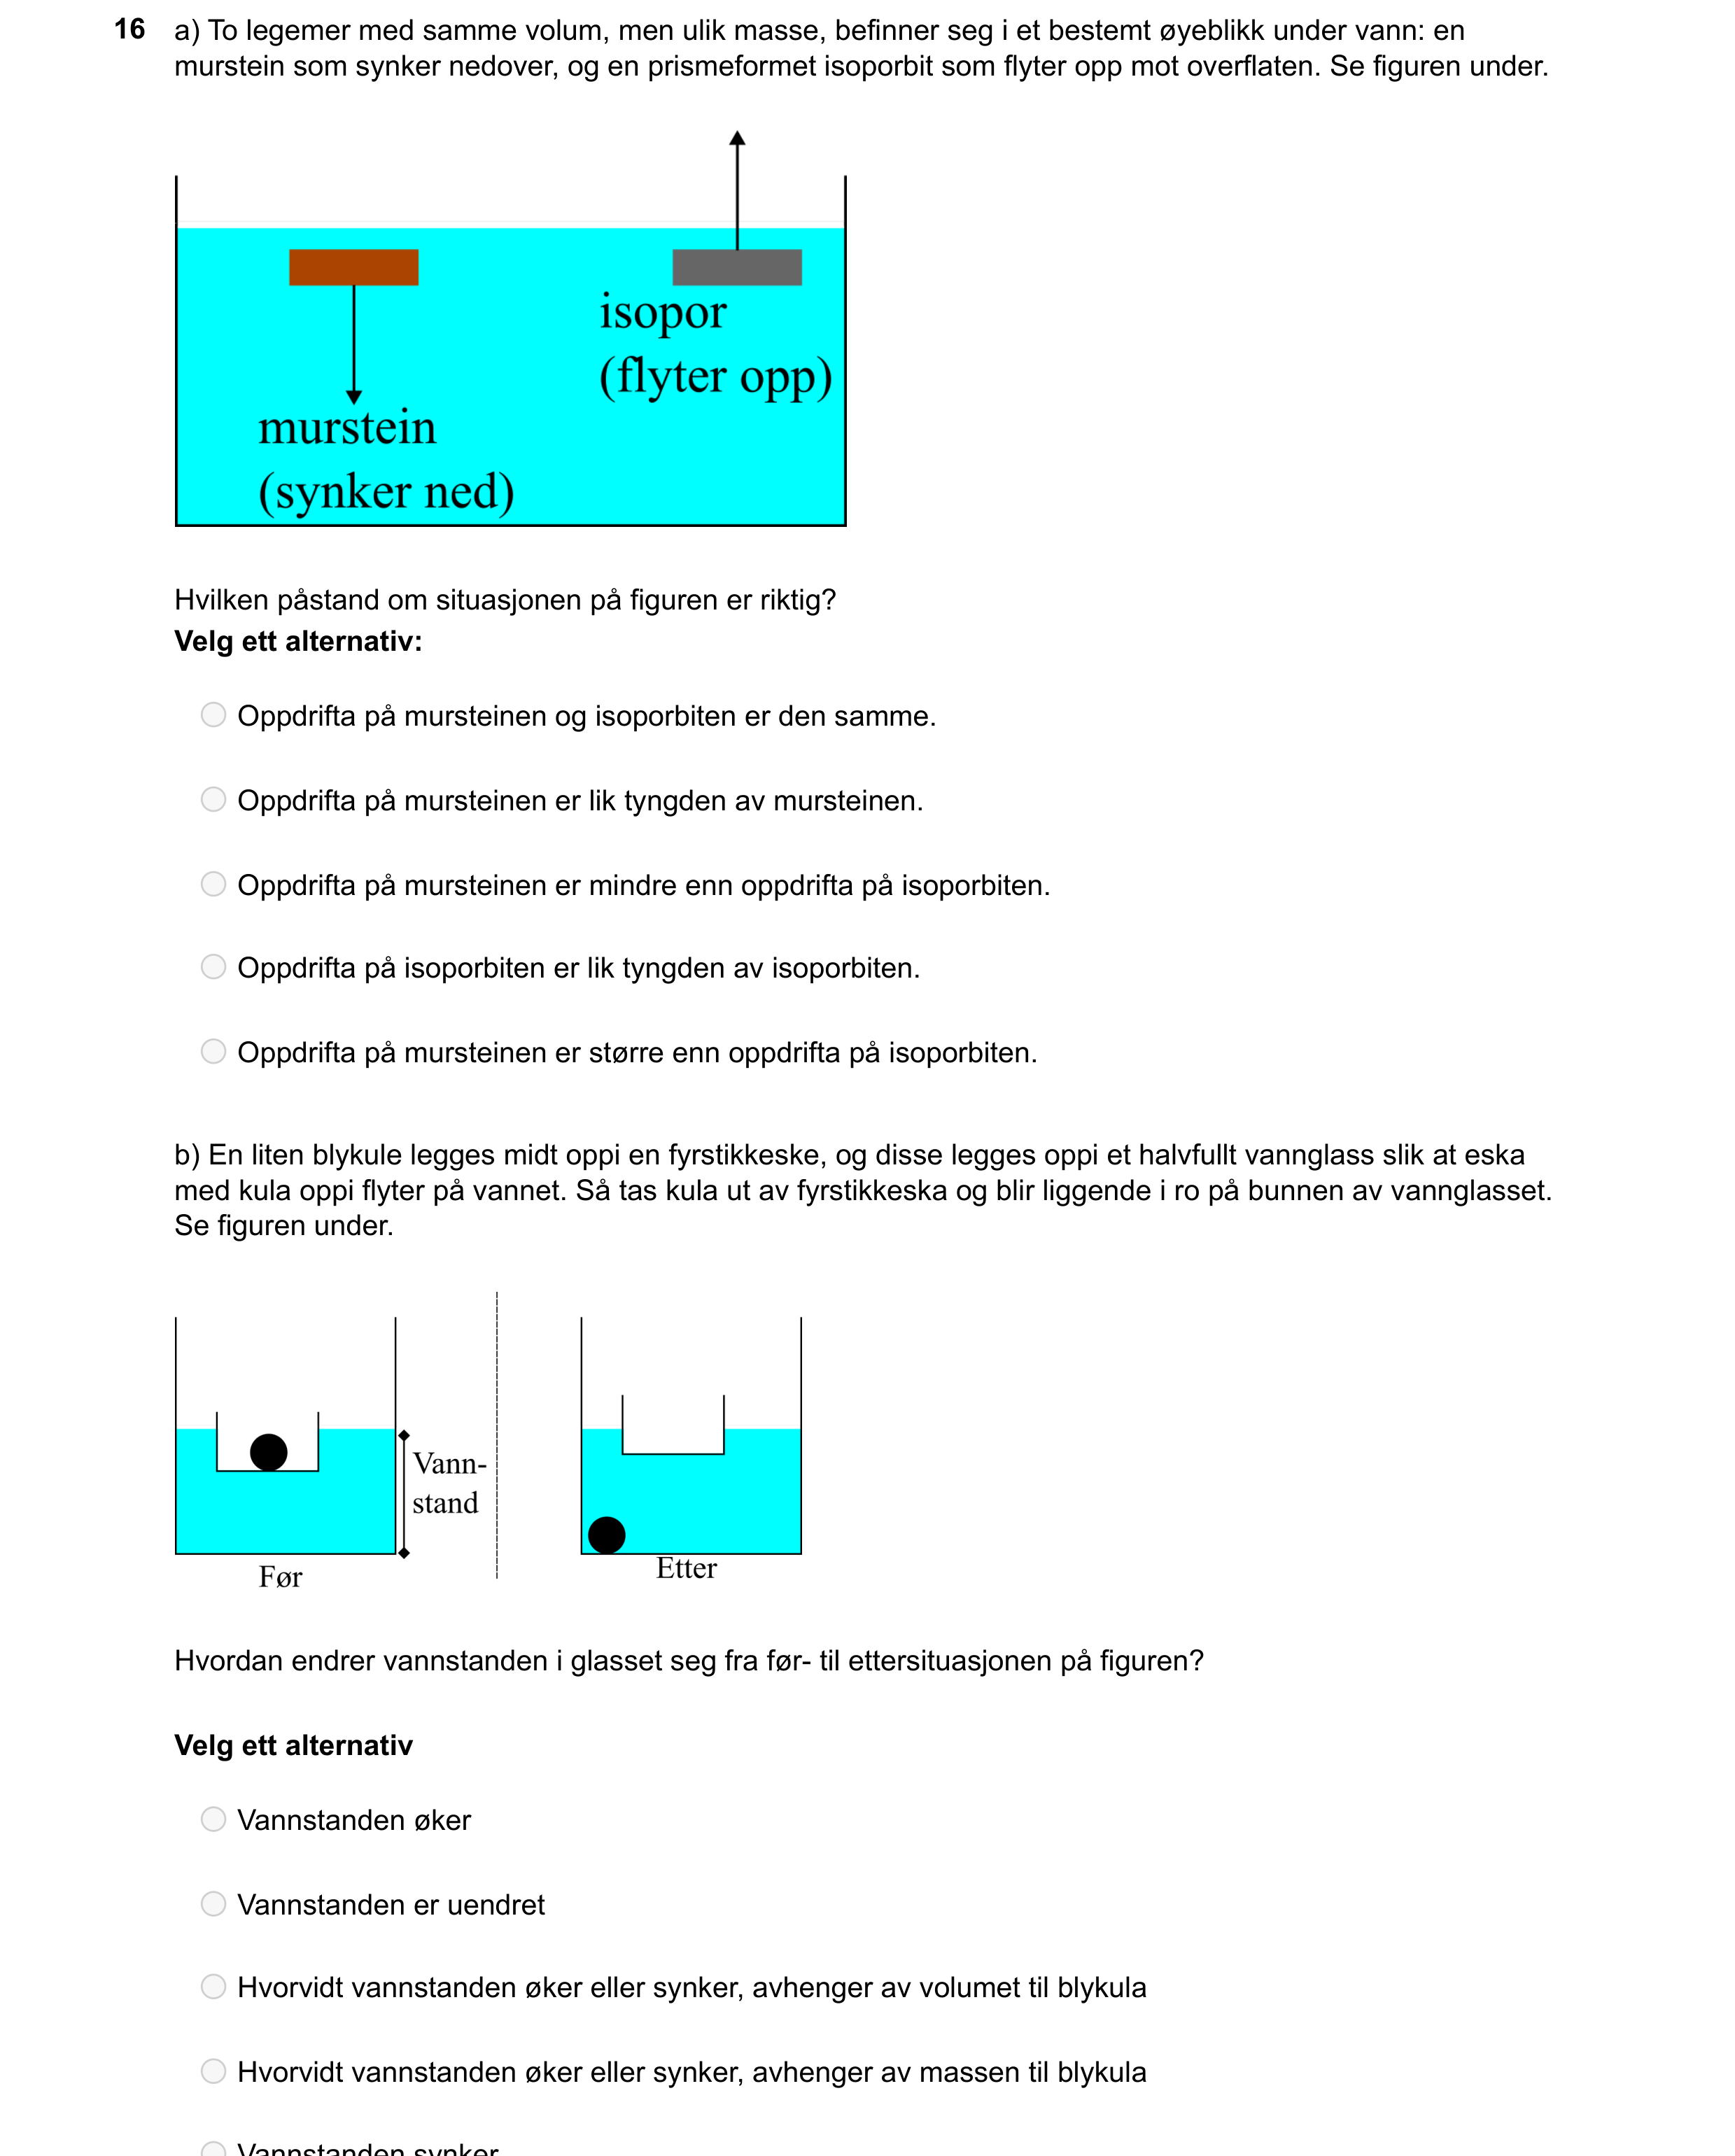 16 a) To legemer med samme volum, men ulik masse, befinner seg i et bestemt øyeblikk under vann: en
murstein som synker nedover, og en prismeformet isoporbit som flyter opp mot overflaten. Se figuren under.
isopor
(flyter opp)
murstein
(synker ned)
Hvilken påstand om situasjonen på figuren er riktig?
Velg ett alternativ:
Oppdrifta på mursteinen og isoporbiten er den samme.
Oppdrifta på mursteinen er lik tyngden av mursteinen.
Oppdrifta på mursteinen er mindre enn oppdrifta på isoporbiten.
Oppdrifta på isoporbiten er lik tyngden av isoporbiten.
Oppdrifta på mursteinen er større enn oppdrifta på isoporbiten.
b) En liten blykule legges midt oppi en fyrstikkeske, og disse legges oppi et halvfullt vannglass slik at eska
med kula oppi flyter på vannet. Så tas kula ut av fyrstikkeska og blir liggende i ro på bunnen av vannglasset.
Se figuren under.
Vann-
stand
Før
Etter
Hvordan endrer vannstanden i glasset seg fra før- til ettersituasjonen på figuren?
Velg ett alternativ
Vannstanden øker
Vannstanden er uendret
Hvorvidt vannstanden øker eller synker, avhenger av volumet til blykula
Hvorvidt vannstanden øker eller synker, avhenger av massen til blykula
Vannstanden synker